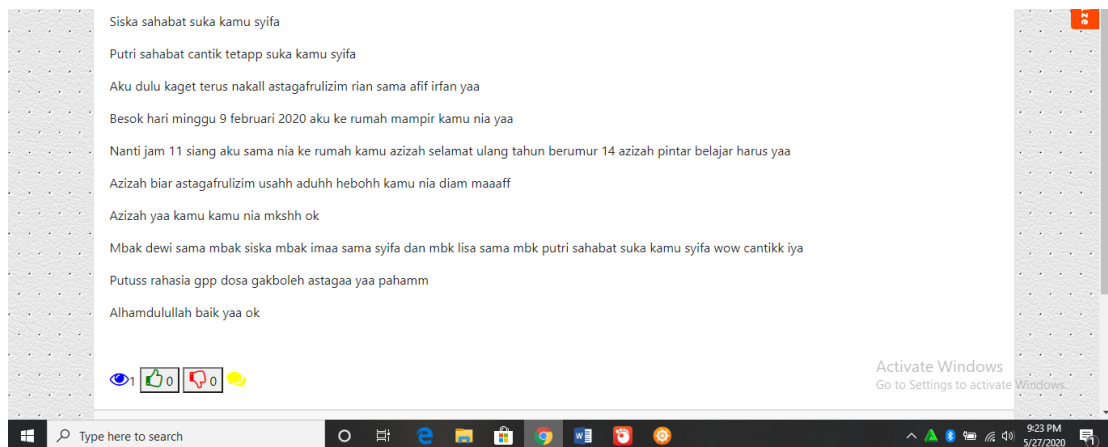 ize
Siska sahabat suka kamu syifa
Putri sahabat cantik tetapp suka kamu syifa
Aku dulu kaget terus nakall astagafrulizim rian sama afif irfan yaa
Besok hari minggu 9 februari 2020 aku ke rumah mampir kamu nia yaa
Nanti jam 11 siang aku sama nia ke rumah kamu azizah selamat ulang tahun berumur 14 azizah pintar belajar harus yaa
Azizah biar astagafrulizim usahh aduhh hebohh kamu nia diam maaaff
Azizah yaa kamu kamu nia mkshh ok
Mbak dewi sama mbak siska mbak imaa sama syifa dan mbk lisa sama mbk putri sahabat suka kamu syifa wow cantikk iya
Putuss rahasia gpp dosa gakboleh astagaa yaa pahamm
Alhamdulullah baik yaa ok
1 0 0
Activate Windows
Go to Settings to activate Windows.
Type here to search
9:23 PM
5/27/2020
1